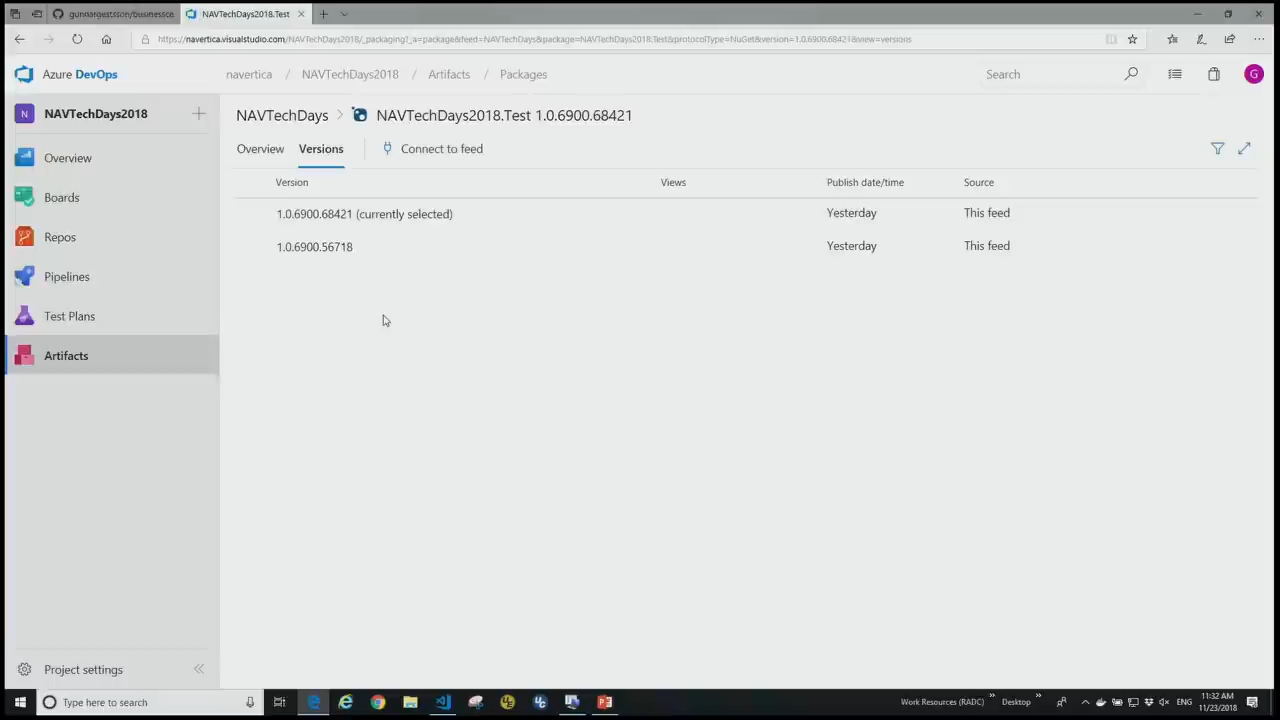 gunnargestsson/businessce
NAVTechDays2018.Test
https://navertica.visualstudio.com/NAVTechDays2018/_packaging?_a=package&feed=NAVTechDays&package=NAVTechDays2018.Test&protocolType=NuGet&version=1.0.6900.68421&view=versions
Azure DevOps
navertica / NAVTechDays2018 / Artifacts / Packages
Search
G
N NAVTechDays2018
NAVTechDays > NAVTechDays2018.Test 1.0.6900.68421
Overview
Boards
Repos
Pipelines
Test Plans
Artifacts
Project settings
Overview Versions Connect to feed
Version Views Publish date/time Source
1.0.6900.68421 (currently selected) Yesterday This feed
1.0.6900.56718 Yesterday This feed
Type here to search
Work Resources (RADC)
Desktop
ENG
11:32 AM
11/23/2018